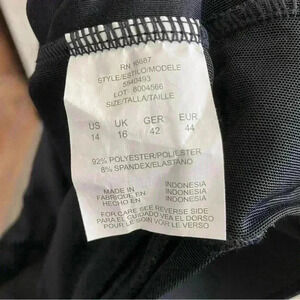 RN 16687
STYLE/ESTILO/MODELE
5540493
LOT 8004566
SIZE/TALLA/TAILLE
US UK GER EUR
14 16 42 44
92% POLYESTER/POLIESTER
8% SPANDEX/ELASTANO
MADE IN INDONESIA
FABRIQUE EN INDONESIA
HECHO EN INDONESIA
FOR CARE SEE REVERSE SIDE
PARA EL CUIDADO VEA EL DORSO
POUR LE SOIN VOIR LE VERSO